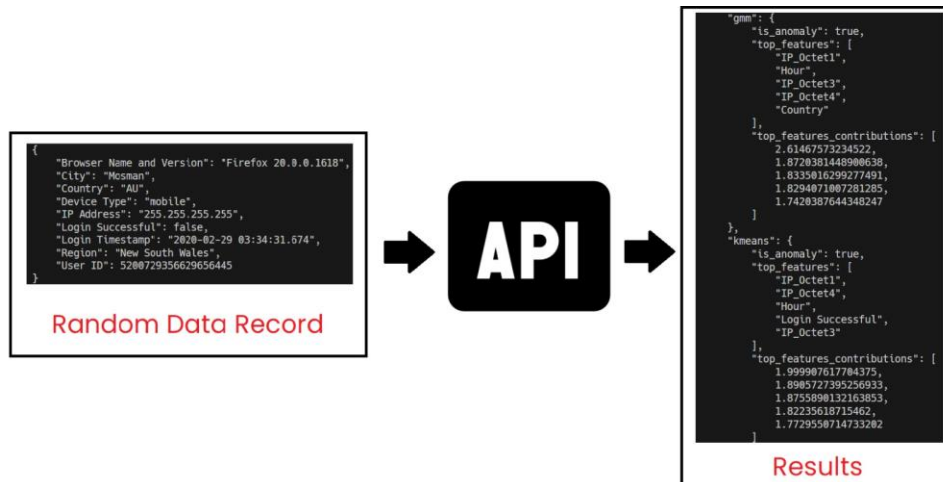 {
"Browser Name and Version": "Firefox 20.0.0.1618",
"City": "Mosman",
"Country": "AU",
"Device Type": "mobile",
"IP Address": "255.255.255.255",
"Login Successful": false,
"Login Timestamp": "2020-02-29 03:34:31.674",
"Region": "New South Wales",
"User ID": 5200729356629656445
}
Random Data Record
API
"gmm": {
"is_anomaly": true,
"top_features": [
"IP_Octet1",
"Hour",
"IP_Octet3",
"IP_Octet4",
"Country"
],
"top_features_contributions": [
2.61467573234522,
1.8720381448900638,
1.8335016299277491,
1.8294071007281285,
1.7420387644348247
]
},
"kmeans": {
"is_anomaly": true,
"top_features": [
"IP_Octet1",
"IP_Octet4",
"Hour",
"Login Successful",
"IP_Octet3"
],
"top_features_contributions": [
1.999907617704375,
1.8905727395256933,
1.8755890132163853,
1.82235618715462,
1.7729550714733202
]
Results